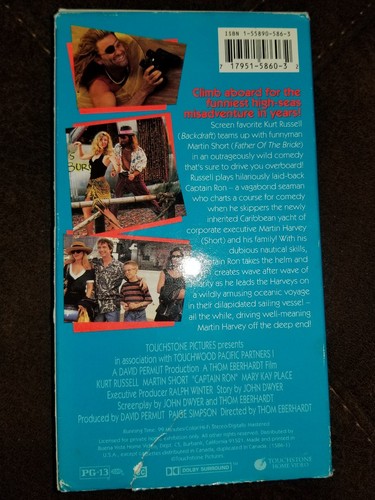 ISBN 1-55890-586-3
7 17951-5860-3 2
Climb aboard for the
funniest high-seas
misadventure in years!
Screen favorite Kurt Russell
(Backdraft) teams up with funnyman
Martin Short (Father Of The Bride)
in an outrageously wild comedy
that's sure to drive you overboard!
Russell plays hilariously laid-back
Captain Ron – a vagabond seaman
who charts a course for comedy
when he skippers the newly
inherited Caribbean yacht of
corporate executive Martin Harvey
(Short) and his family! With his
dubious nautical skills,
Captain Ron takes the helm and
creates wave after wave of
as he leads the Harveys on
a wildly amusing oceanic voyage
in their dilapidated sailing vessel –
all the while, driving well-meaning
Martin Harvey off the deep end!
TOUCHSTONE PICTURES presents
in association with TOUCHWOOD PACIFIC PARTNERS I
A DAVID PERMUT Production A THOM EBERHARDT Film
KURT RUSSELL MARTIN SHORT "CAPTAIN RON" MARY KAY PLACE
Executive Producer RALPH WINTER Story by JOHN DWYER
Screenplay by JOHN DWYER and THOM EBERHARDT
Produced by DAVID PERMUT PAIGE SIMPSON Directed by THOM EBERHARDT
PG-13
DOLBY SURROUND
TOUCHSTONE
HOME VIDEO